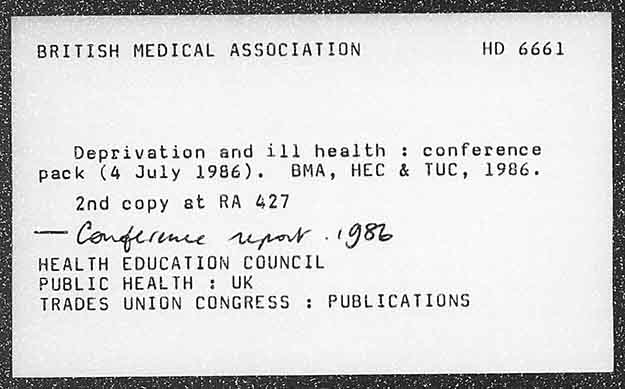 BRITISH MEDICAL ASSOCIATION HD 6661
Deprivation and ill health : conference
pack (4 July 1986). BMA, HEC & TUC, 1986.
2nd copy at RA 427
— Conference report. 1986
HEALTH EDUCATION COUNCIL
PUBLIC HEALTH : UK
TRADES UNION CONGRESS : PUBLICATIONS